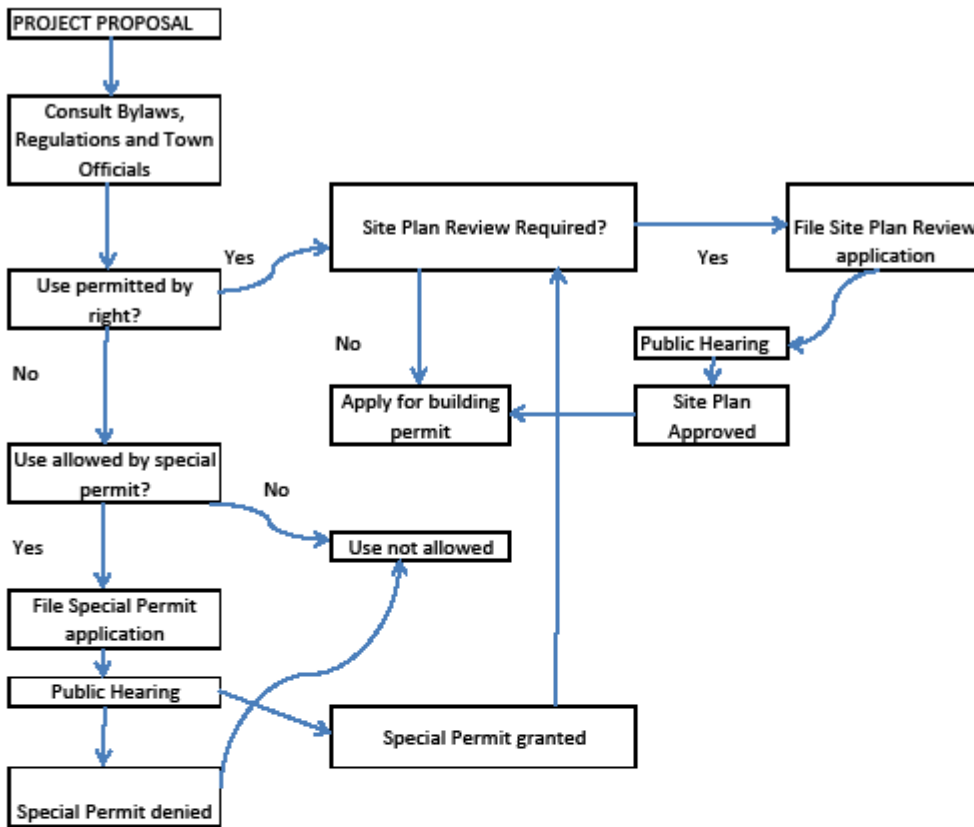 PROJECT PROPOSAL
Consult Bylaws,
Regulations and Town
Officials
Site Plan Review Required?
File Site Plan Review
application
Yes
Yes
Use permitted by
right?
Public Hearing
No
No
Apply for building
permit
Site Plan
Approved
Use allowed by special
permit?
No
Yes
Use not allowed
File Special Permit
application
Public Hearing
Special Permit granted
Special Permit denied